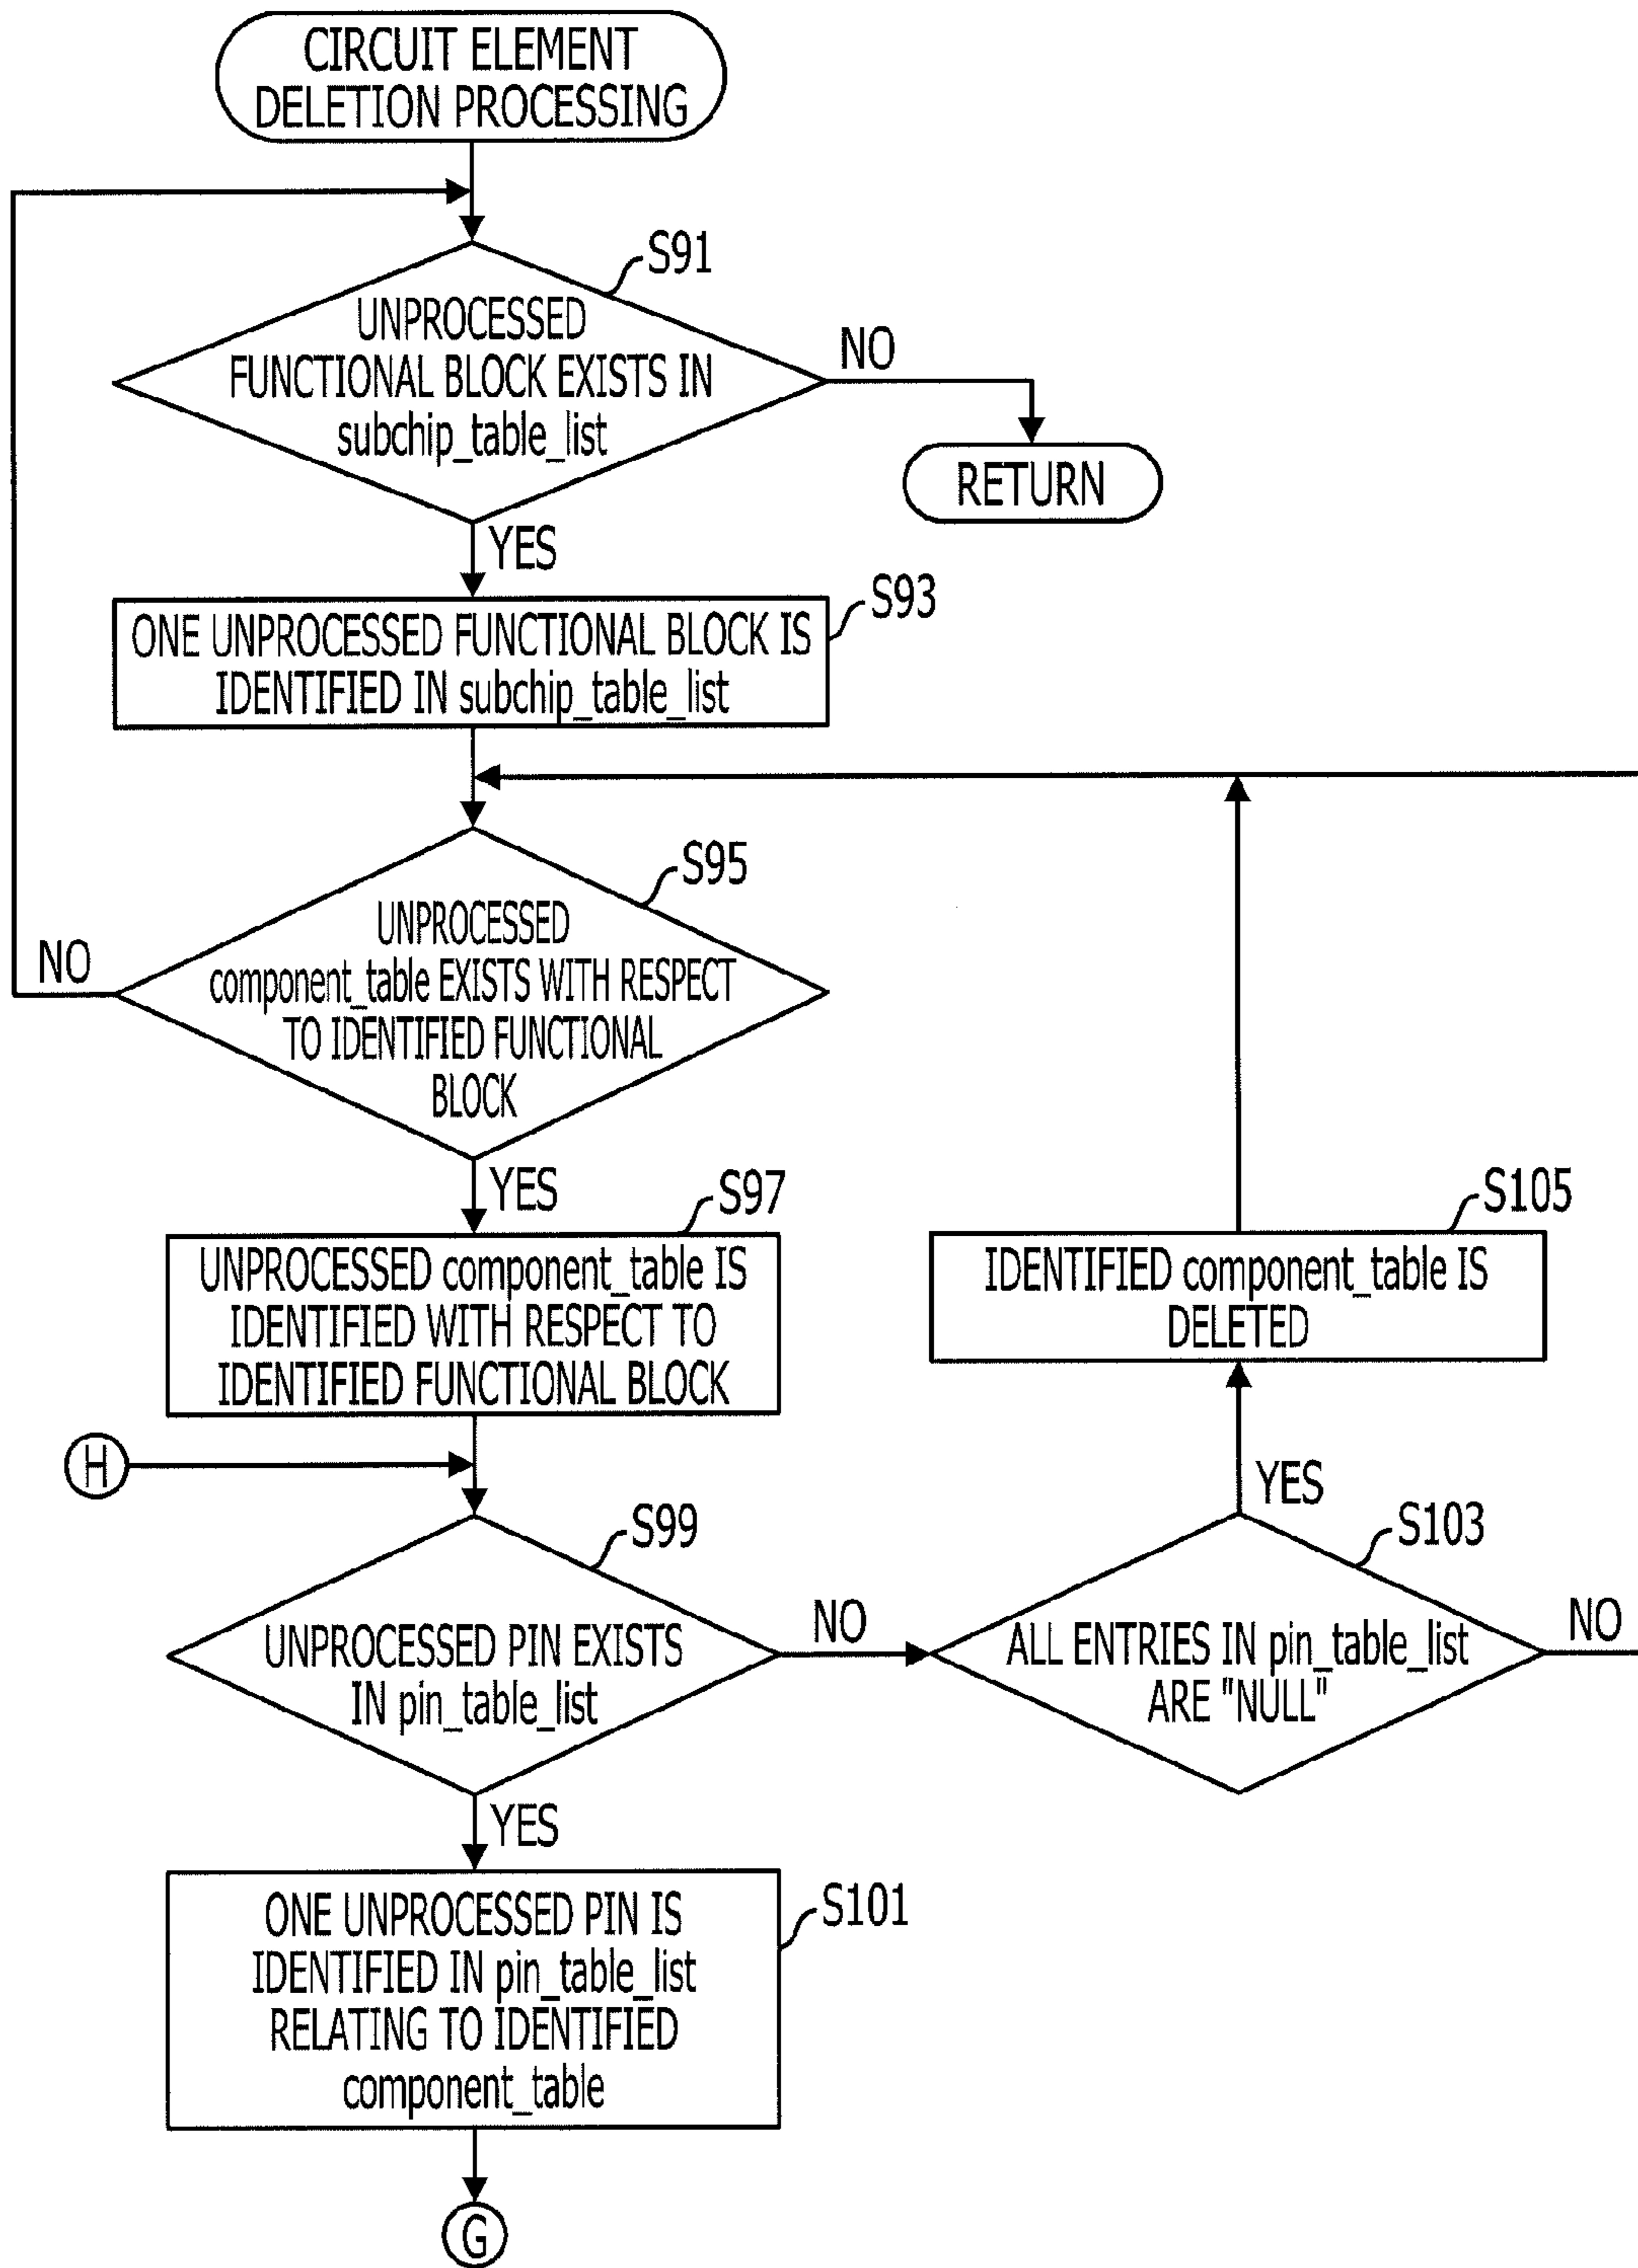 CIRCUIT ELEMENT
DELETION PROCESSING
S91
UNPROCESSED
FUNCTIONAL BLOCK EXISTS IN
subchip_table_list
NO
RETURN
YES
S93
ONE UNPROCESSED FUNCTIONAL BLOCK IS
IDENTIFIED IN subchip_table_list
S95
UNPROCESSED
component_table EXISTS WITH RESPECT
TO IDENTIFIED FUNCTIONAL
BLOCK
NO
YES
S97
UNPROCESSED component_table IS
IDENTIFIED WITH RESPECT TO
IDENTIFIED FUNCTIONAL BLOCK
S105
IDENTIFIED component_table IS
DELETED
H
YES
S99
UNPROCESSED PIN EXISTS
IN pin_table_list
NO
S103
ALL ENTRIES IN pin_table_list
ARE "NULL"
NO
YES
S101
ONE UNPROCESSED PIN IS
IDENTIFIED IN pin_table_list
RELATING TO IDENTIFIED
component_table
G